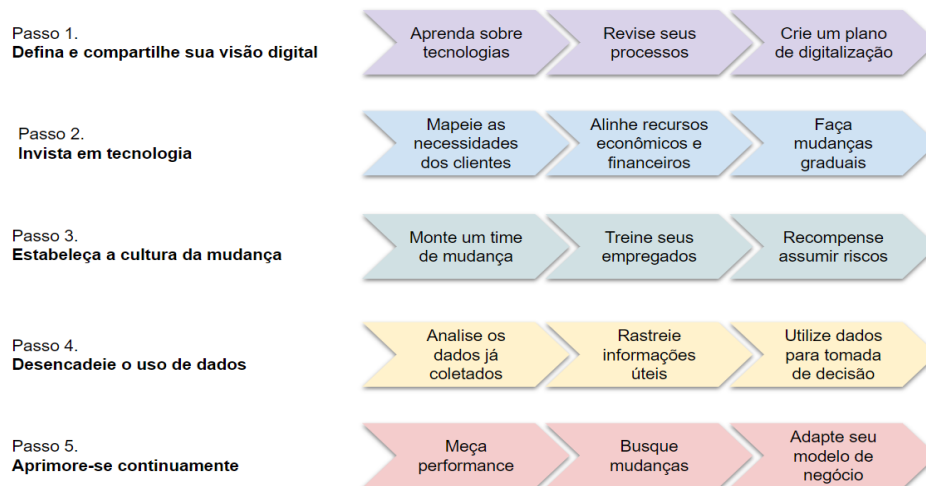 Passo 1.
Defina e compartilhe sua visão digital
Aprenda sobre
tecnologias
Revise seus
processos
Crie um plano
de digitalização
Passo 2.
Invista em tecnologia
Mapeie as
necessidades
dos clientes
Alinhe recursos
econômicos e
financeiros
Faça
mudanças
graduais
Passo 3.
Estabeleça a cultura da mudança
Monte um time
de mudança
Treine seus
empregados
Recompense
assumir riscos
Passo 4.
Desencadeie o uso de dados
Analise os
dados já
coletados
Rastreie
informações
úteis
Utilize dados
para tomada
de decisão
Passo 5.
Aprimore-se continuamente
Meça
performance
Busque
mudanças
Adapte seu
modelo de
negócio